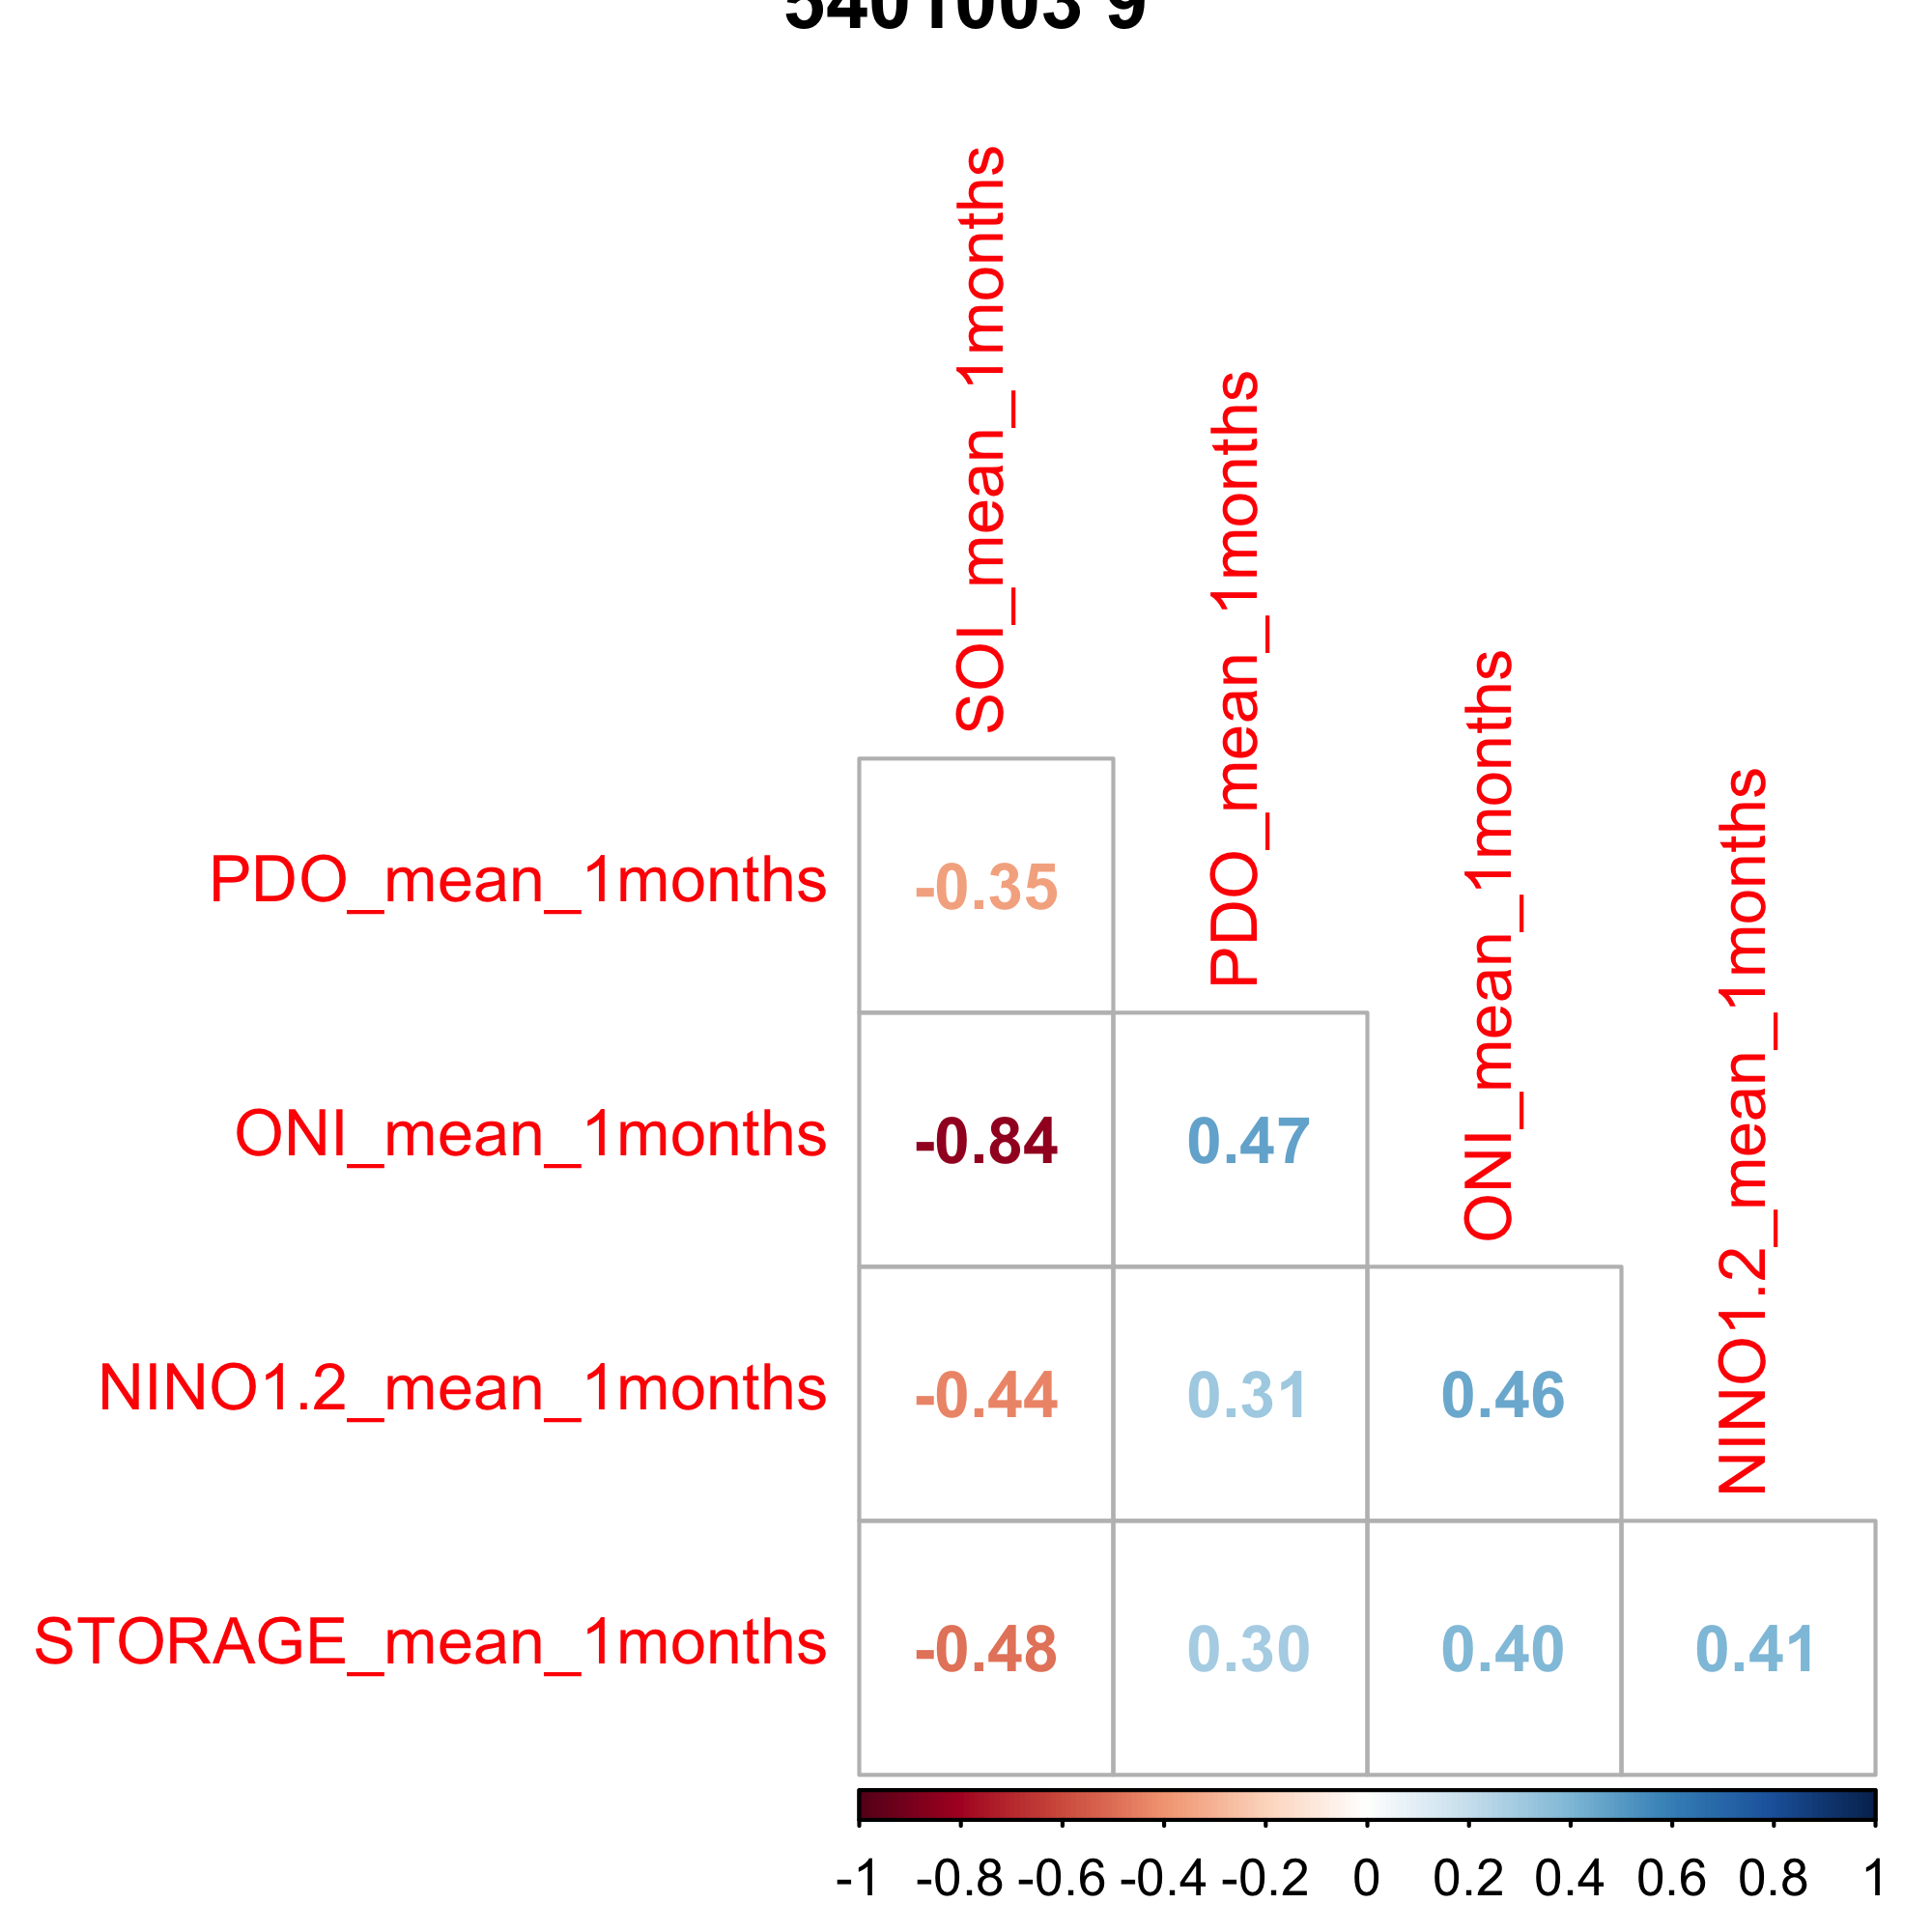 5401003 9
SOI_mean_1months
PDO_mean_1months
ONI_mean_1months
NINO1.2_mean_1months
PDO_mean_1months -0.35
ONI_mean_1months -0.84 0.47
NINO1.2_mean_1months -0.44 0.31 0.46
STORAGE_mean_1months -0.48 0.30 0.40 0.41
-1 -0.8 -0.6 -0.4 -0.2 0 0.2 0.4 0.6 0.8 1